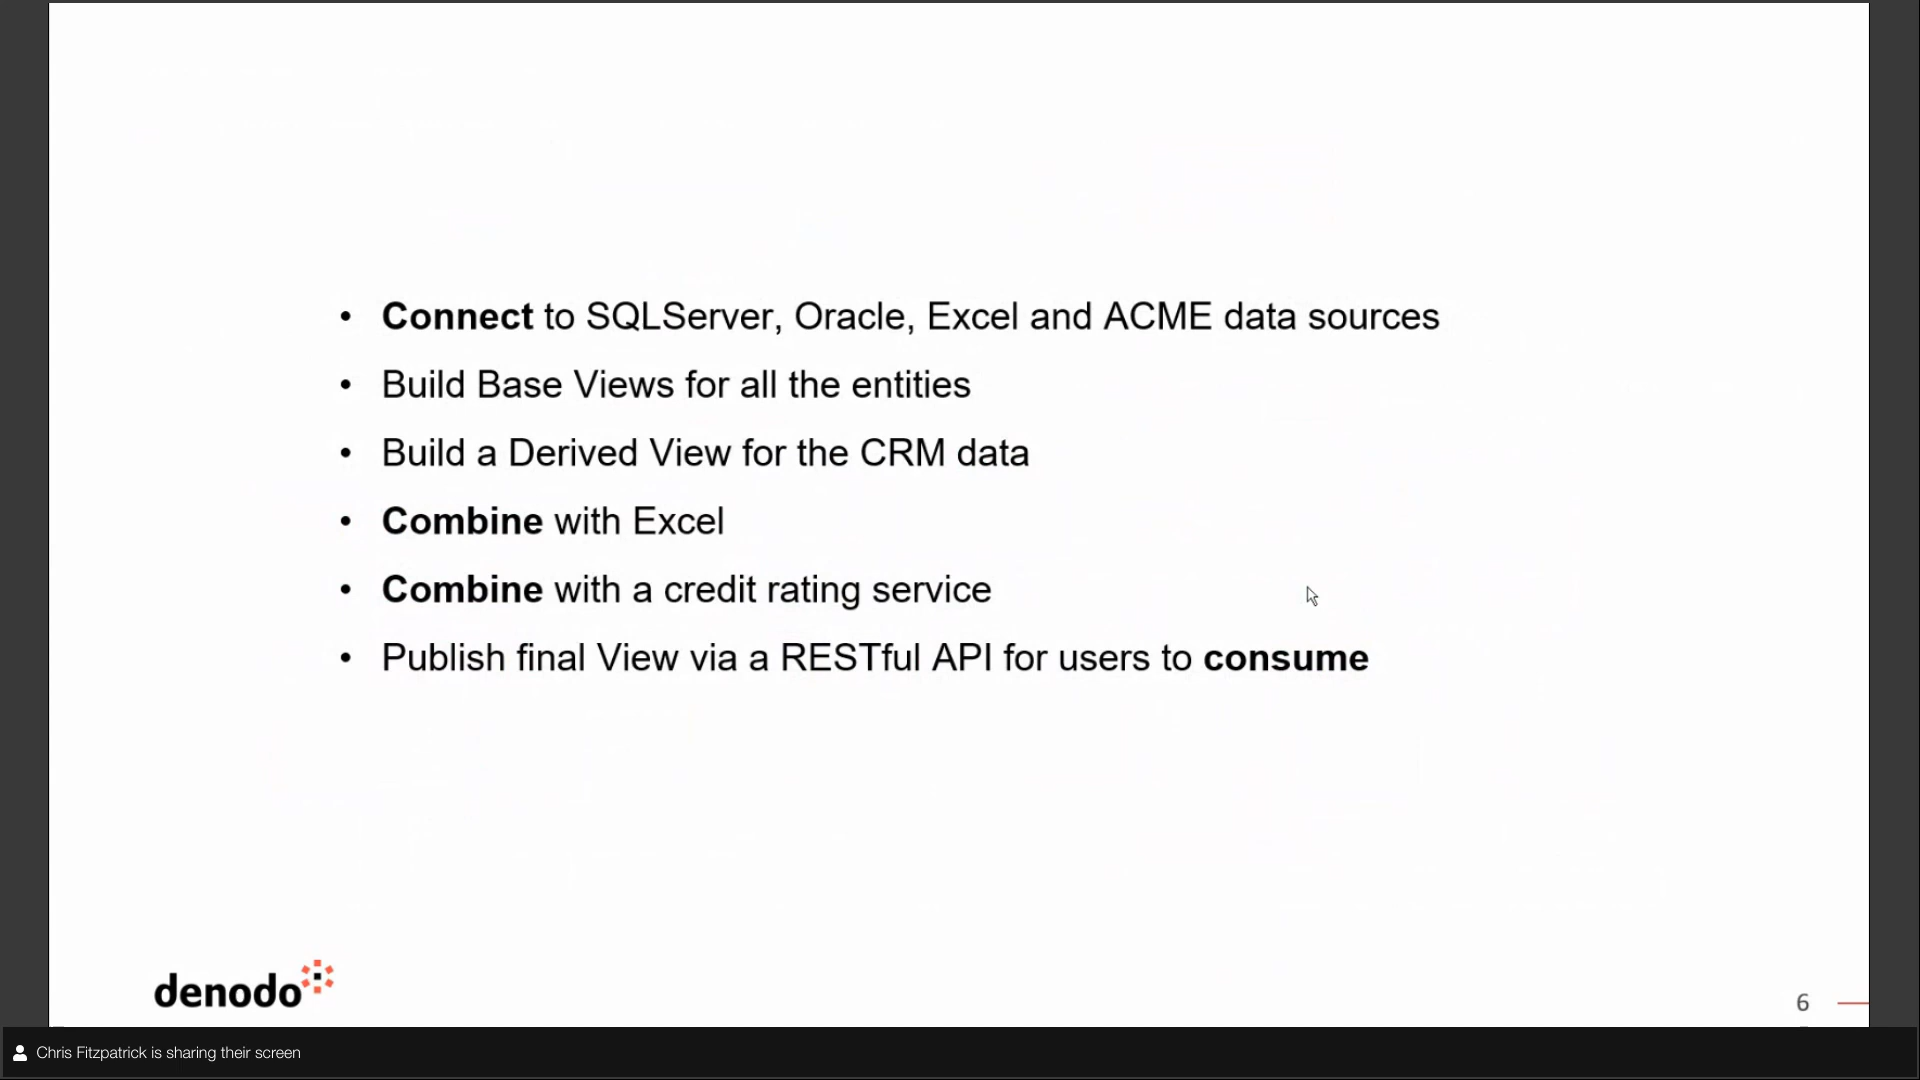 • Connect to SQLServer, Oracle, Excel and ACME data sources
• Build Base Views for all the entities
• Build a Derived View for the CRM data
• Combine with Excel
• Combine with a credit rating service
• Publish final View via a RESTful API for users to consume
denodo
6
Chris Fitzpatrick is sharing their screen